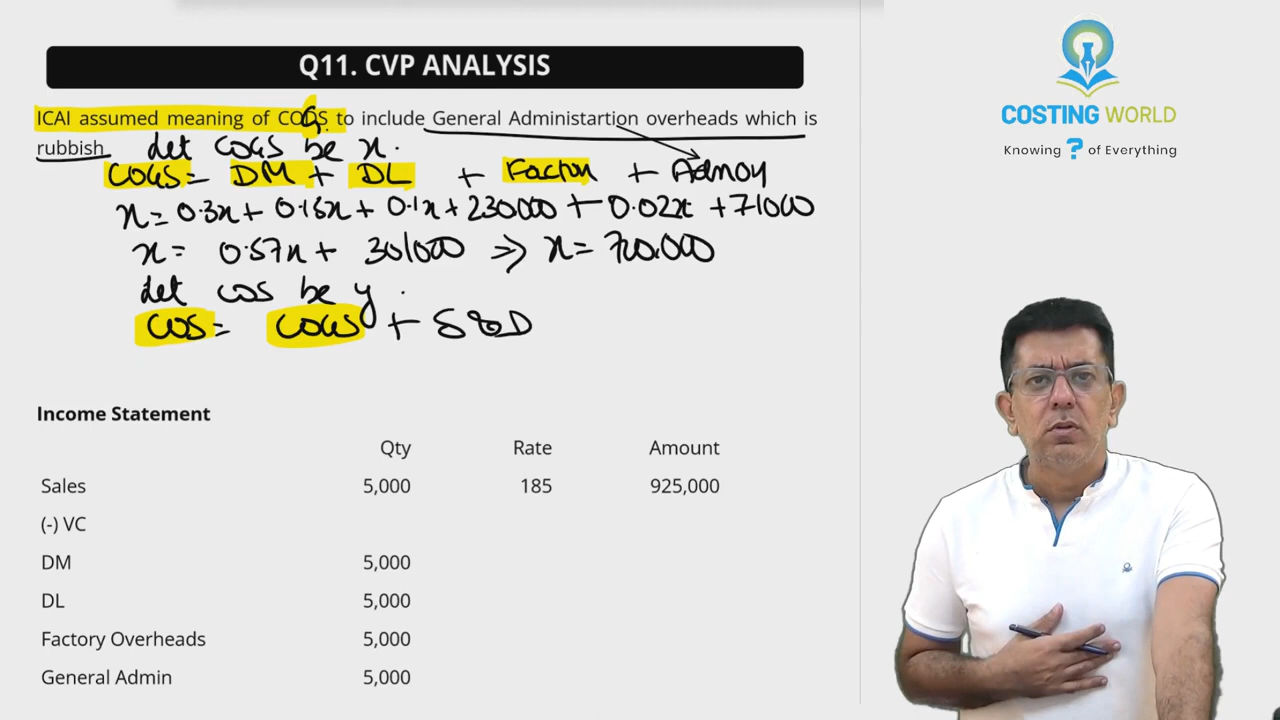 Q11. CVP ANALYSIS
COSTING WORLD
Knowing ? of Everything
ICAI assumed meaning of COGS to include General Administartion overheads which is
rubbish. Let COGS be x.
COGS = DM + DL + Factory + Admoy
x = 0.3x + 0.15x + 0.1x + 230000 + 0.02x + 71000
x = 0.57x + 301000 ⇒ x = 700,000
Let COS be y.
COS = COGS + S&D
Income Statement
Qty Rate Amount
Sales 5,000 185 925,000
(-) VC
DM 5,000
DL 5,000
Factory Overheads 5,000
General Admin 5,000